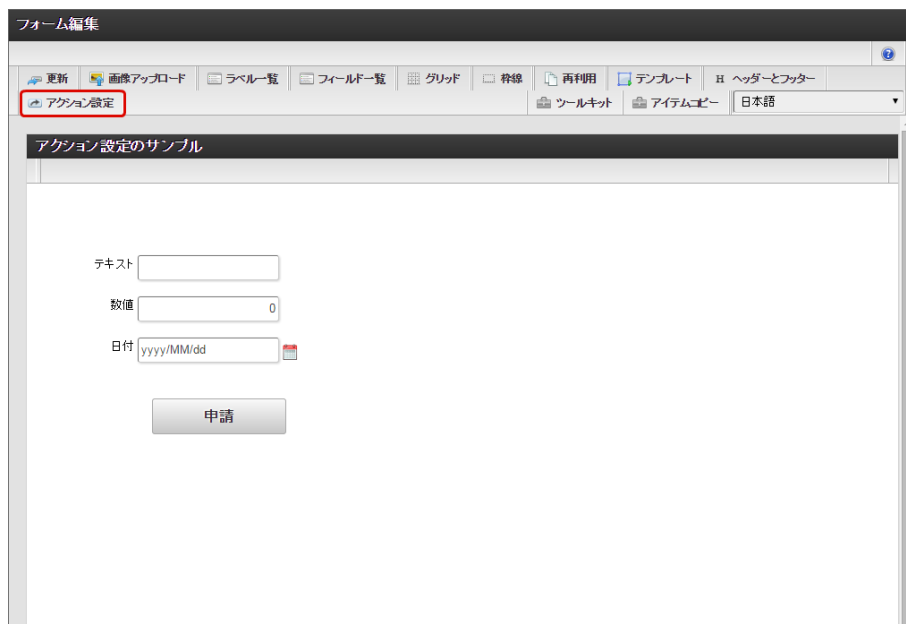 フォーム編集
更新 画像アップロード ラベル一覧 フィールド一覧 グリッド 枠線 再利用 テンプレート H ヘッダーとフッター
アクション設定 ツールキット アイテムコピー 日本語
アクション設定のサンプル
テキスト
数値 0
日付 yyyy/MM/dd
申請